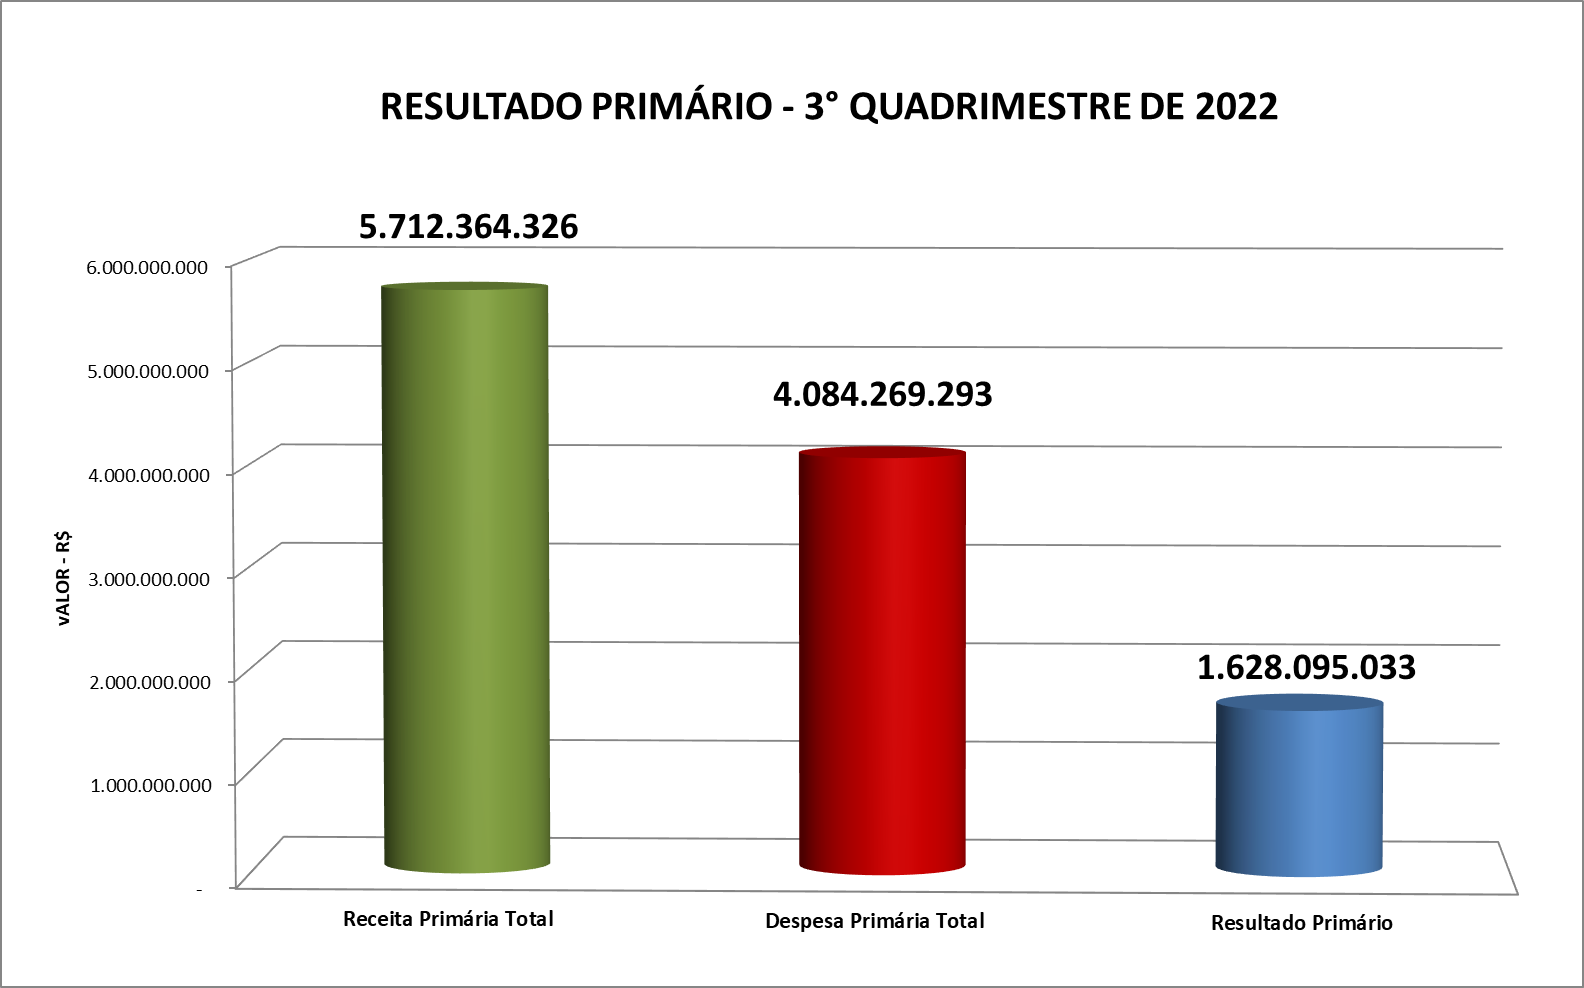 RESULTADO PRIMÁRIO - 3° QUADRIMESTRE DE 2022
5.712.364.326
4.084.269.293
1.628.095.033
6.000.000.000
5.000.000.000
4.000.000.000
3.000.000.000
2.000.000.000
1.000.000.000
-
vALOR - R$
Receita Primária Total
Despesa Primária Total
Resultado Primário